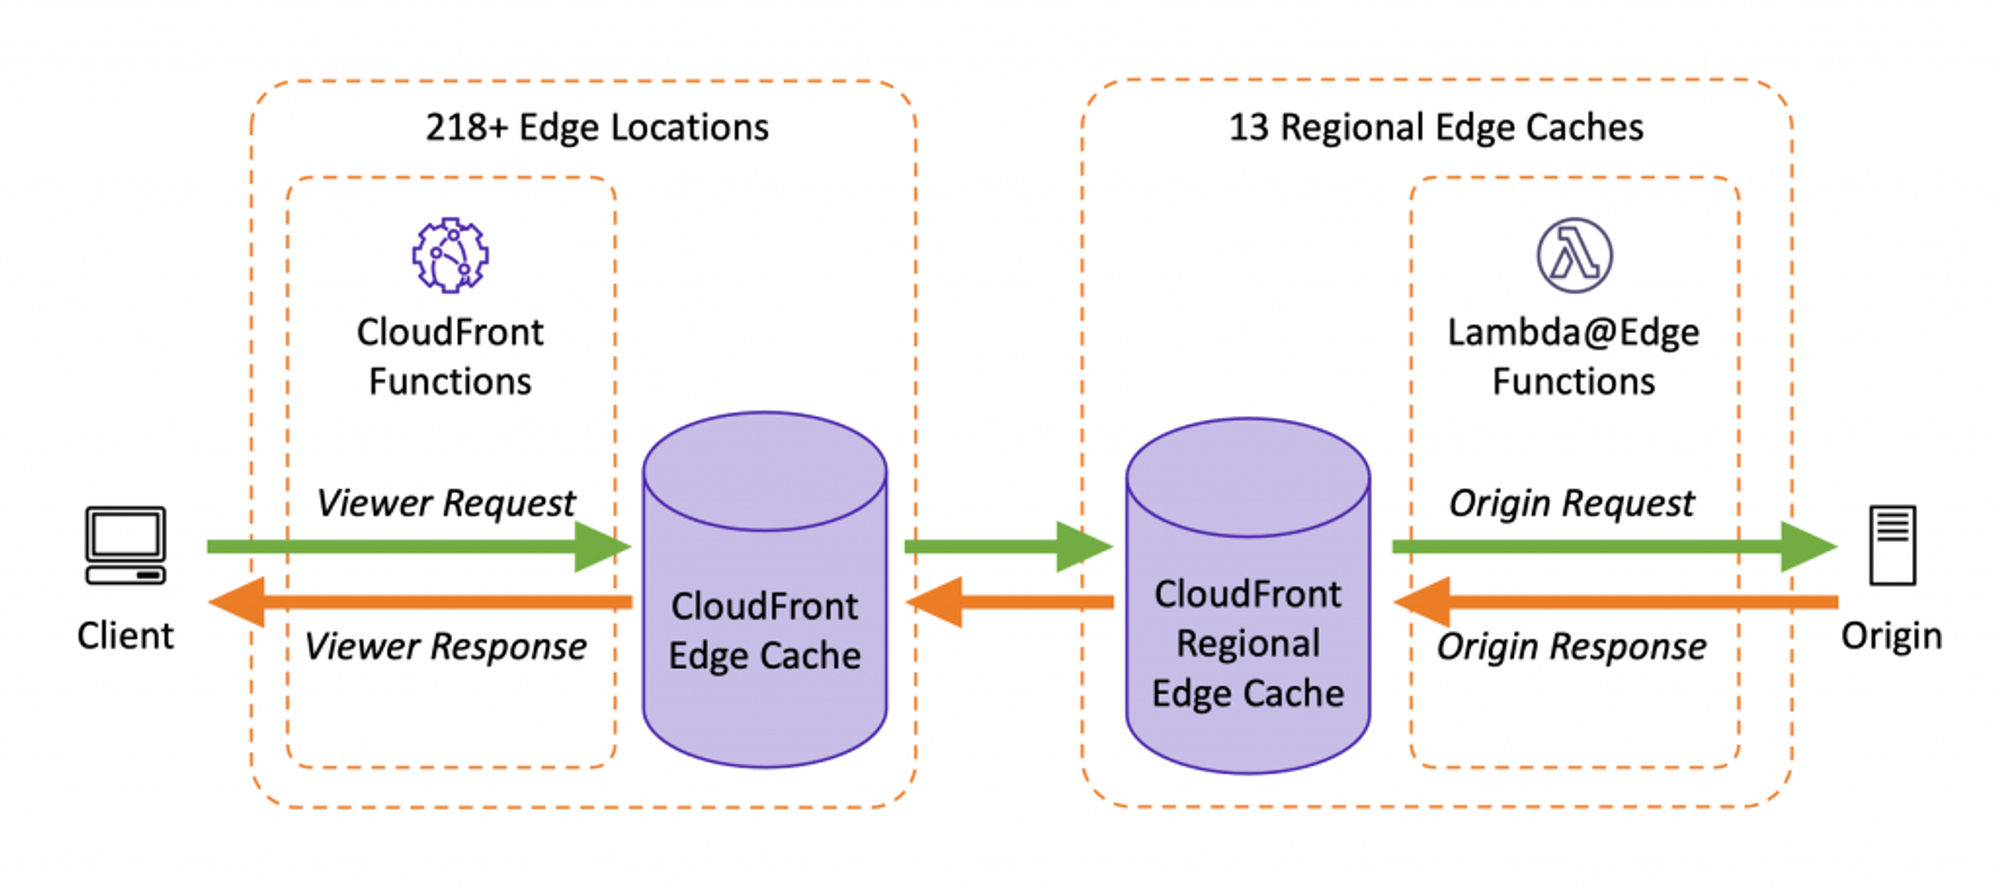 218+ Edge Locations
13 Regional Edge Caches
CloudFront
Functions
Lambda@Edge
Functions
Viewer Request
Origin Request
Client
CloudFront
Edge Cache
CloudFront
Regional
Edge Cache
Origin
Viewer Response
Origin Response